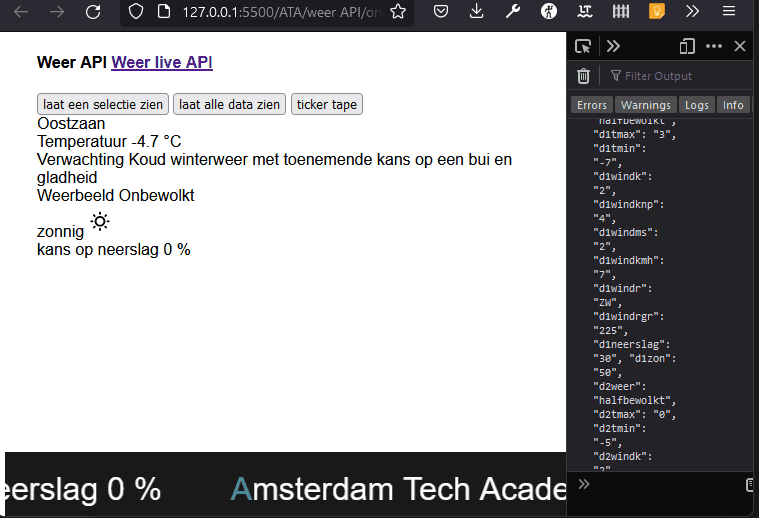 127.0.0.1:5500/ATA/weer API/ori
Weer API Weer live API
laat een selectie zien laat alle data zien ticker tape
Oostzaan
Temperatuur -4.7 °C
Verwachting Koud winterweer met toenemende kans op een bui en
gladheid
Weerbeeld Onbewolkt
zonnig
kans op neerslag 0 %
eerslag 0 % Amsterdam Tech Acade
Filter Output
Errors Warnings Logs Info
"halfbewolkt",
"d1tmax": "3",
"d1tmin":
"-7",
"d1windk":
"2",
"d1windknp":
"4",
"d1windms":
"2",
"d1windkmh":
"7",
"d1windr":
"ZW",
"d1windrgr":
"225",
"d1neerslag":
"30", "d1zon":
"50",
"d2weer":
"halfbewolkt",
"d2tmax": "0",
"d2tmin":
"-5",
"d2windk":
"2",